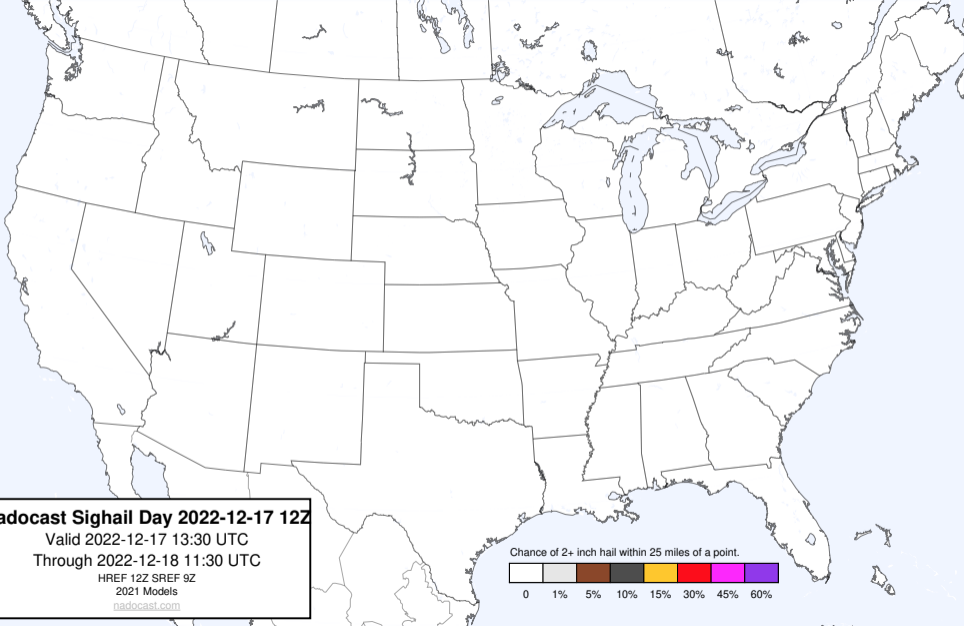 adocast Sighail Day 2022-12-17 12Z
Valid 2022-12-17 13:30 UTC
Through 2022-12-18 11:30 UTC
HREF 12Z SREF 9Z
2021 Models
nadocast.com
Chance of 2+ inch hail within 25 miles of a point.
0 1% 5% 10% 15% 30% 45% 60%